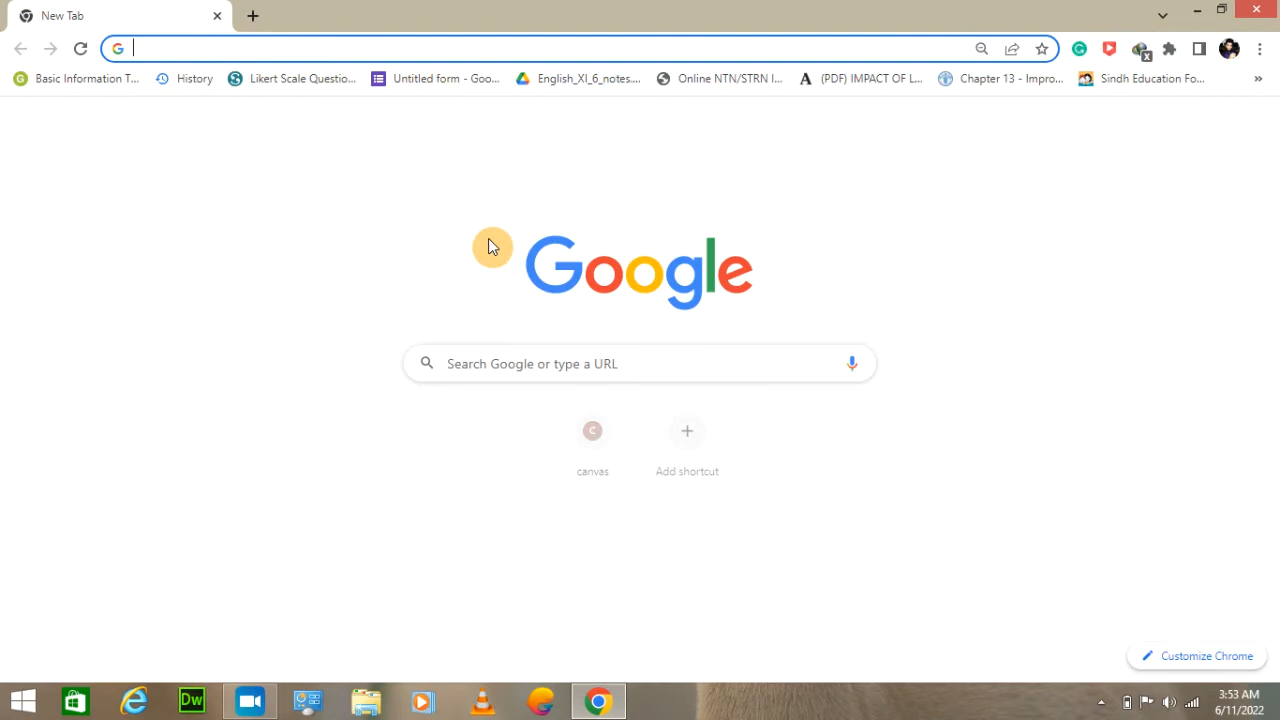 New Tab
Basic Information T...
History
Likert Scale Questio...
Untitled form - Goo...
English_XI_6_notes....
Online NTN/STRN I...
(PDF) IMPACT OF L...
Chapter 13 - Impro...
Sindh Education Fo...
»
Google
Search Google or type a URL
C
canvas
Add shortcut
Customize Chrome
Dw
3:53 AM
6/11/2022